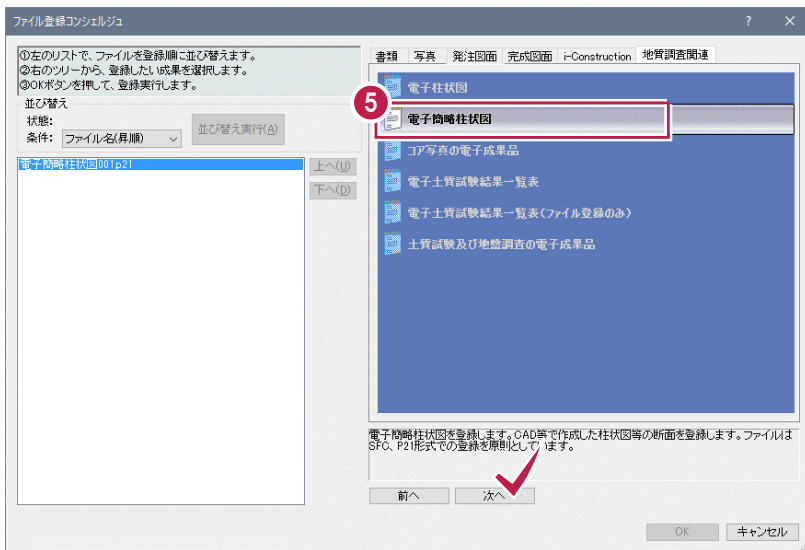 ファイル登録コンシェルジュ
①左のリストで、ファイルを登録順に並び替えます。
②右のツリーから、登録したい成果を選択します。
③OKボタンを押して、登録実行します。
並び替え
状態:
条件: ファイル名(昇順) 並び替え実行(A)
電子簡略柱状図001p21
上へ(U)
下へ(D)
書類 写真 発注図面 完成図面 i-Construction 地質調査関連
電子柱状図
5
電子簡略柱状図
コア写真の電子成果品
電子土質試験結果一覧表
電子土質試験結果一覧表(ファイル登録のみ)
土質試験及び地盤調査の電子成果品
電子簡略柱状図を登録します。CAD等で作成した柱状図等の断面を登録します。ファイルは
SFC、P21形式での登録を原則としています。
前へ 次へ
OK キャンセル